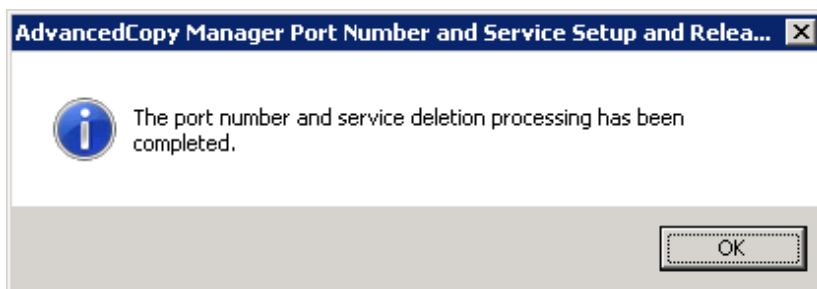 AdvancedCopy Manager Port Number and Service Setup and Relea...
The port number and service deletion processing has been
completed.
OK